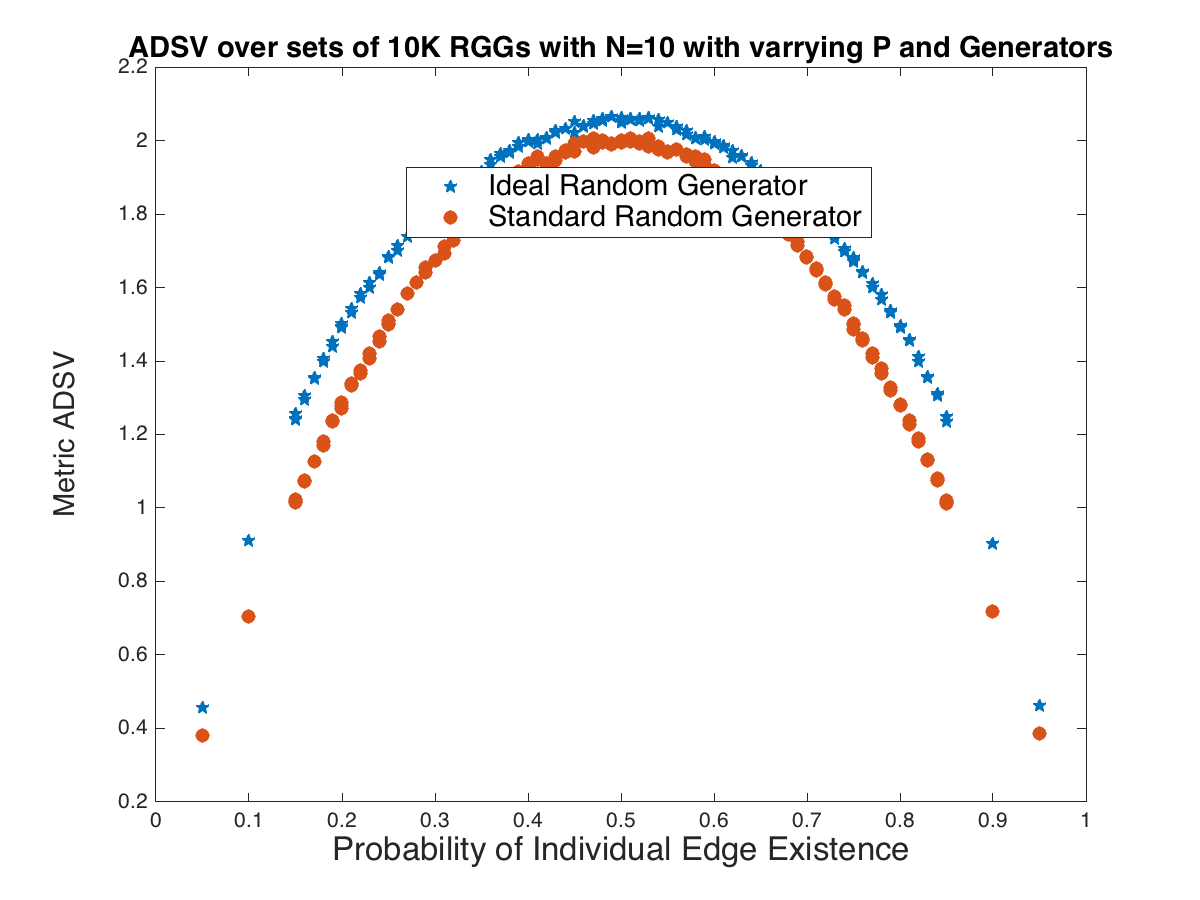 ADSV over sets of 10K RGGs with N=10 with varrying P and Generators
2.2
2
1.8
1.6
1.4
1.2
1
0.8
0.6
0.4
0.2
Metric ADSV
Ideal Random Generator
Standard Random Generator
0 0.1 0.2 0.3 0.4 0.5 0.6 0.7 0.8 0.9 1
Probability of Individual Edge Existence